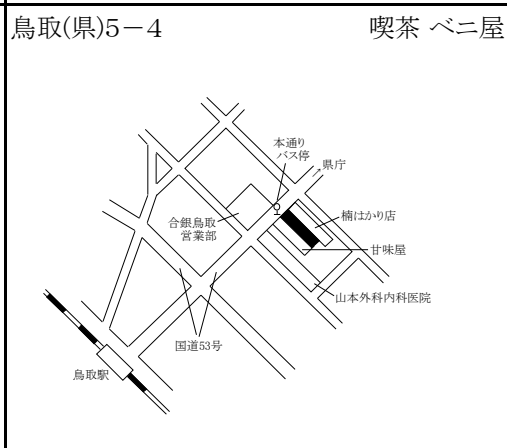 鳥取(県)5－4
喫茶 ベニ屋
本通り
バス停
県庁
楠はかり店
合銀鳥取
営業部
甘味屋
山本外科内科医院
国道53号
鳥取駅